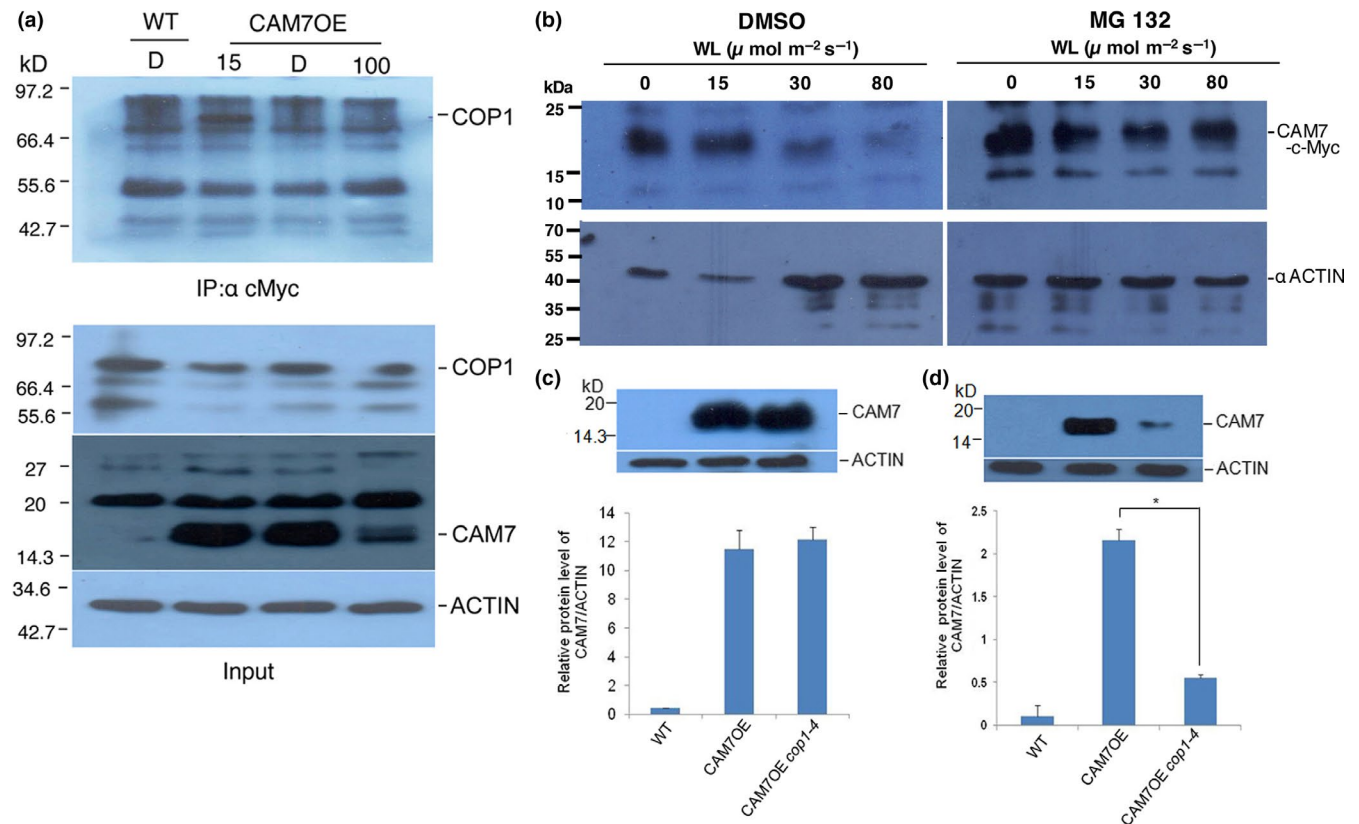 (a)
WT CAM7OE
kD D 15 D 100
97.2
COP1
66.4
55.6
42.7
IP:α cMyc
97.2
COP1
66.4
55.6
27
20
CAM7
14.3
34.6
ACTIN
42.7
Input
(b)
DMSO MG 132
WL (µ mol m⁻² s⁻¹) WL (µ mol m⁻² s⁻¹)
kDa 0 15 30 80 0 15 30 80
25
CAM7
-c-Myc
15
10
70
55
40
α ACTIN
35
25
(c)
kD
20
CAM7
14.3
ACTIN
Relative protein level of
CAM7/ACTIN
14
12
10
8
6
4
2
0
WT
CAM7OE
CAM7OE cop1-4
(d)
kD
20
CAM7
14
ACTIN
Relative protein level of
CAM7/ACTIN
2.5
*
2
1.5
1
0.5
0
WT
CAM7OE
CAM7OE cop1-4